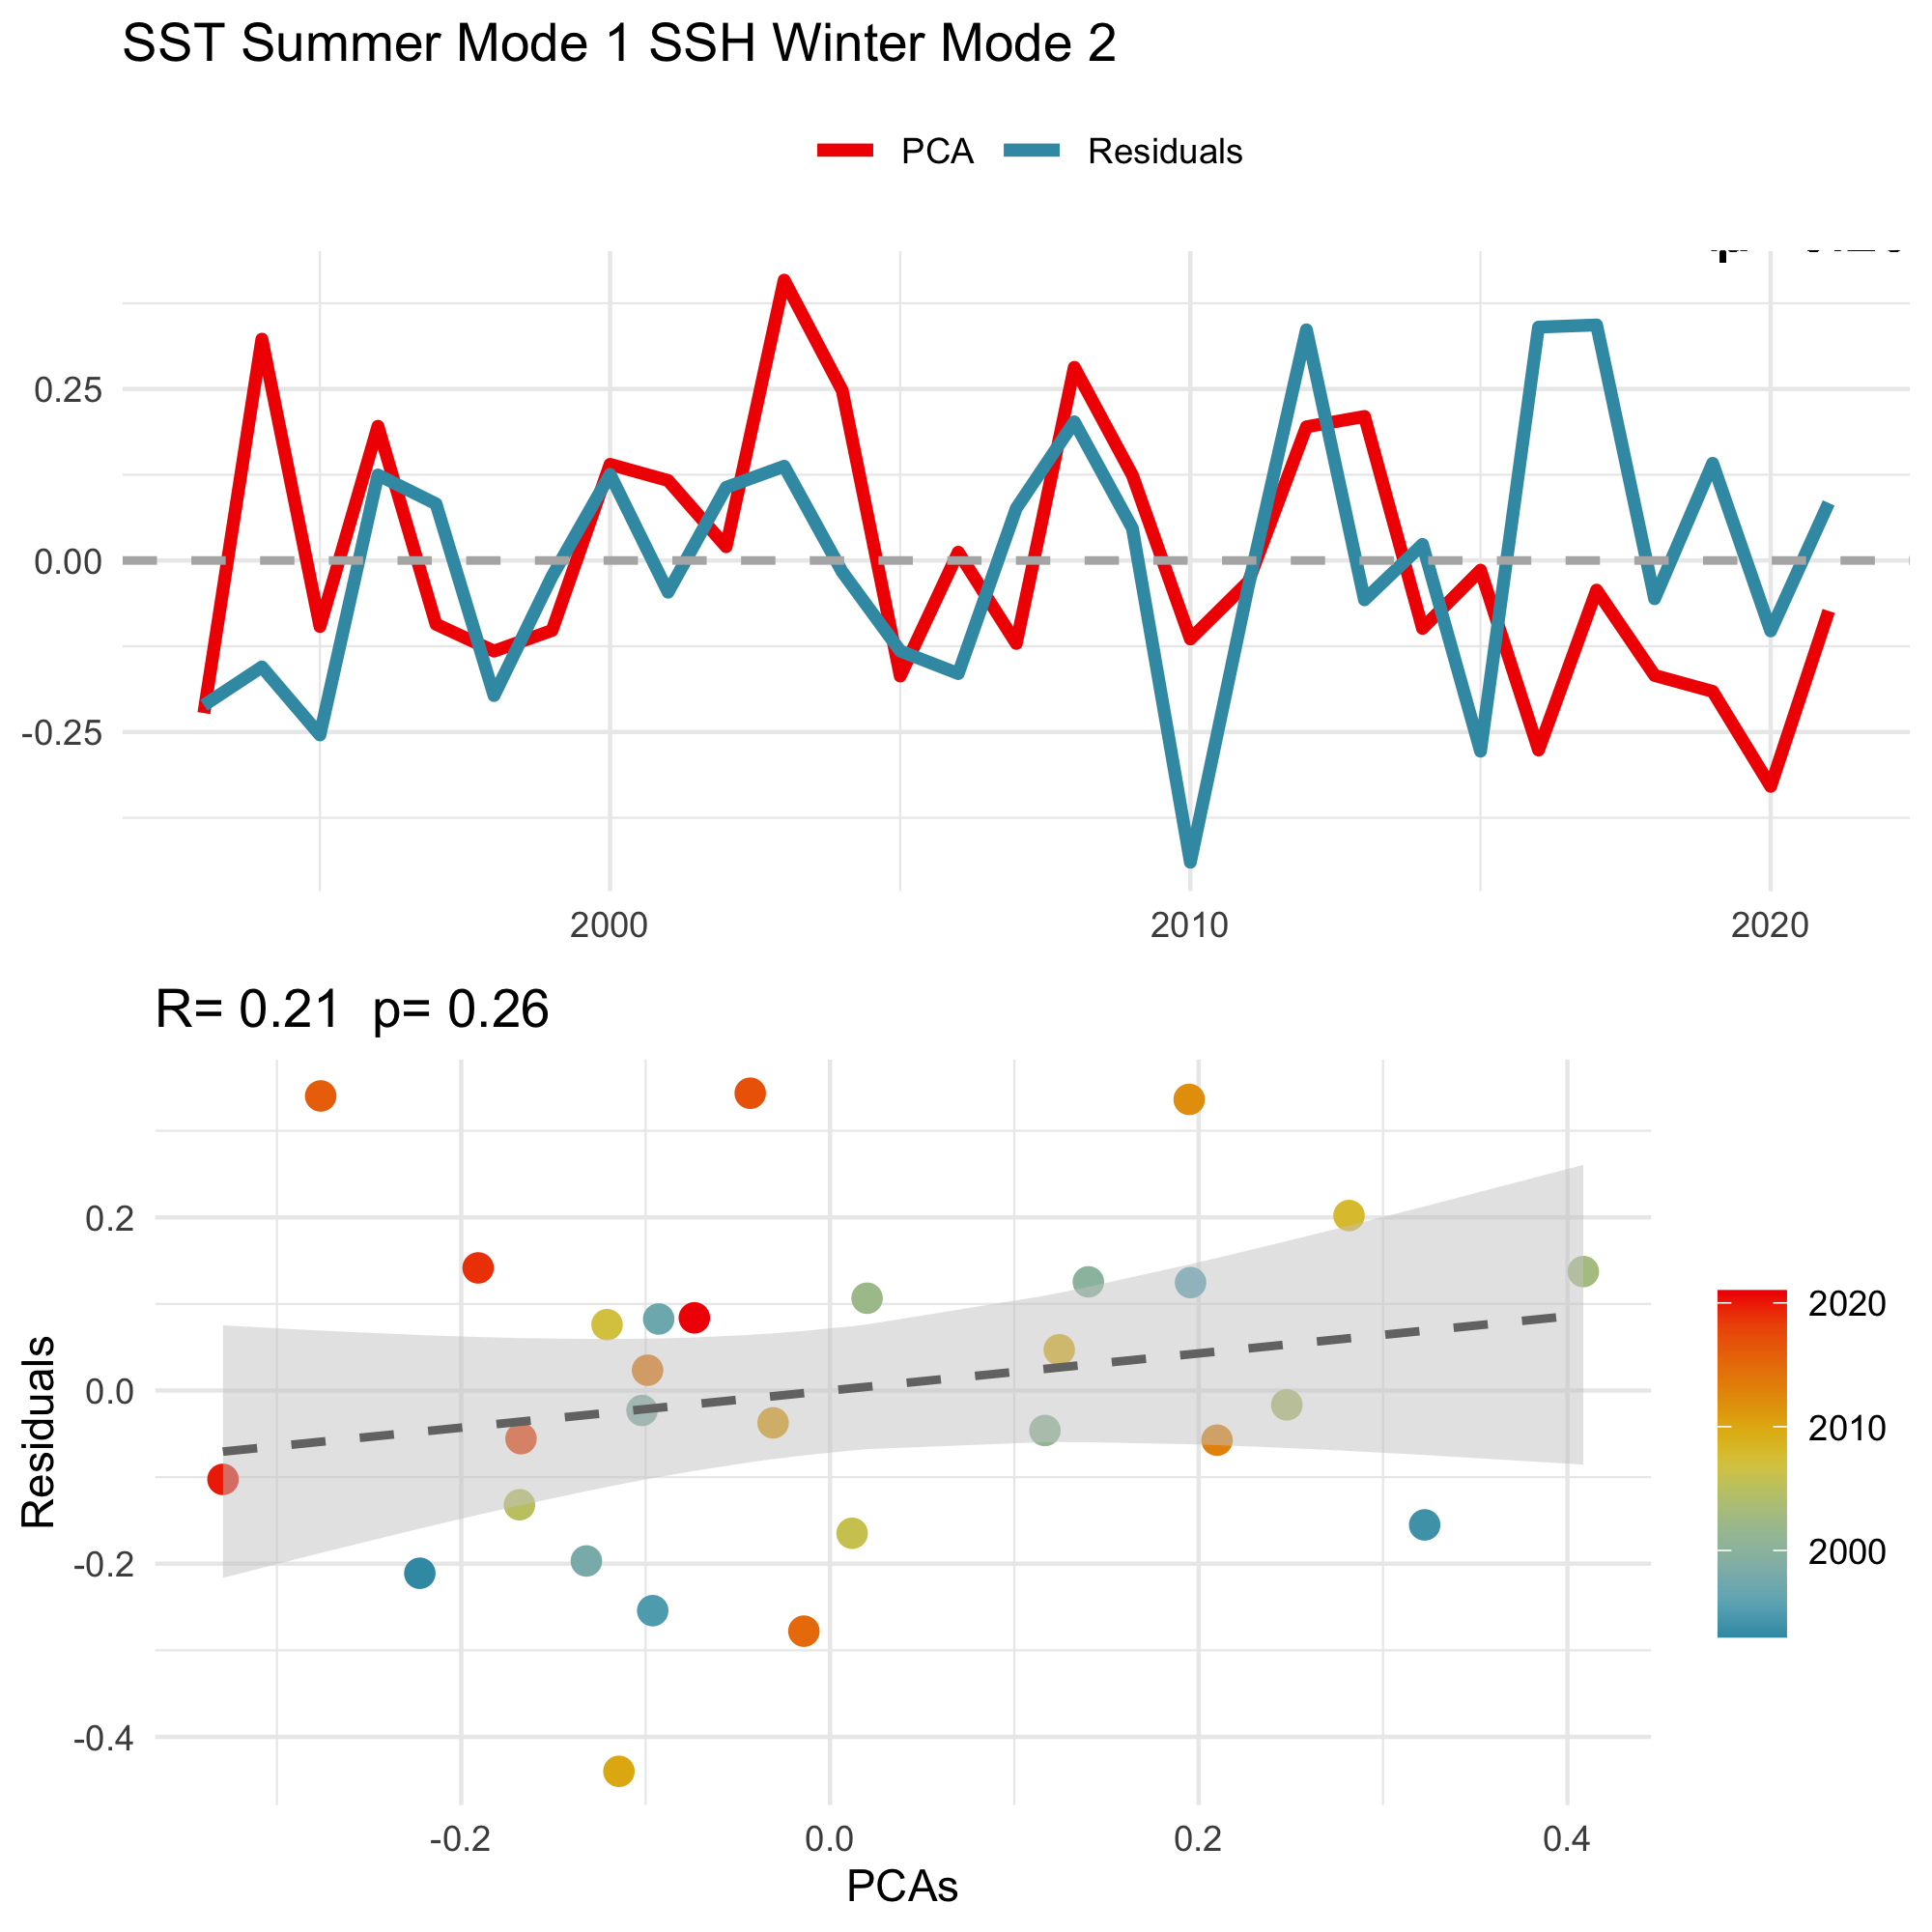 SST Summer Mode 1 SSH Winter Mode 2
PCA Residuals
0.25
0.00
-0.25
2000 2010 2020
R= 0.21 p= 0.26
Residuals
0.2
0.0
-0.2
-0.4
-0.2 0.0 0.2 0.4
PCAs
2020
2010
2000